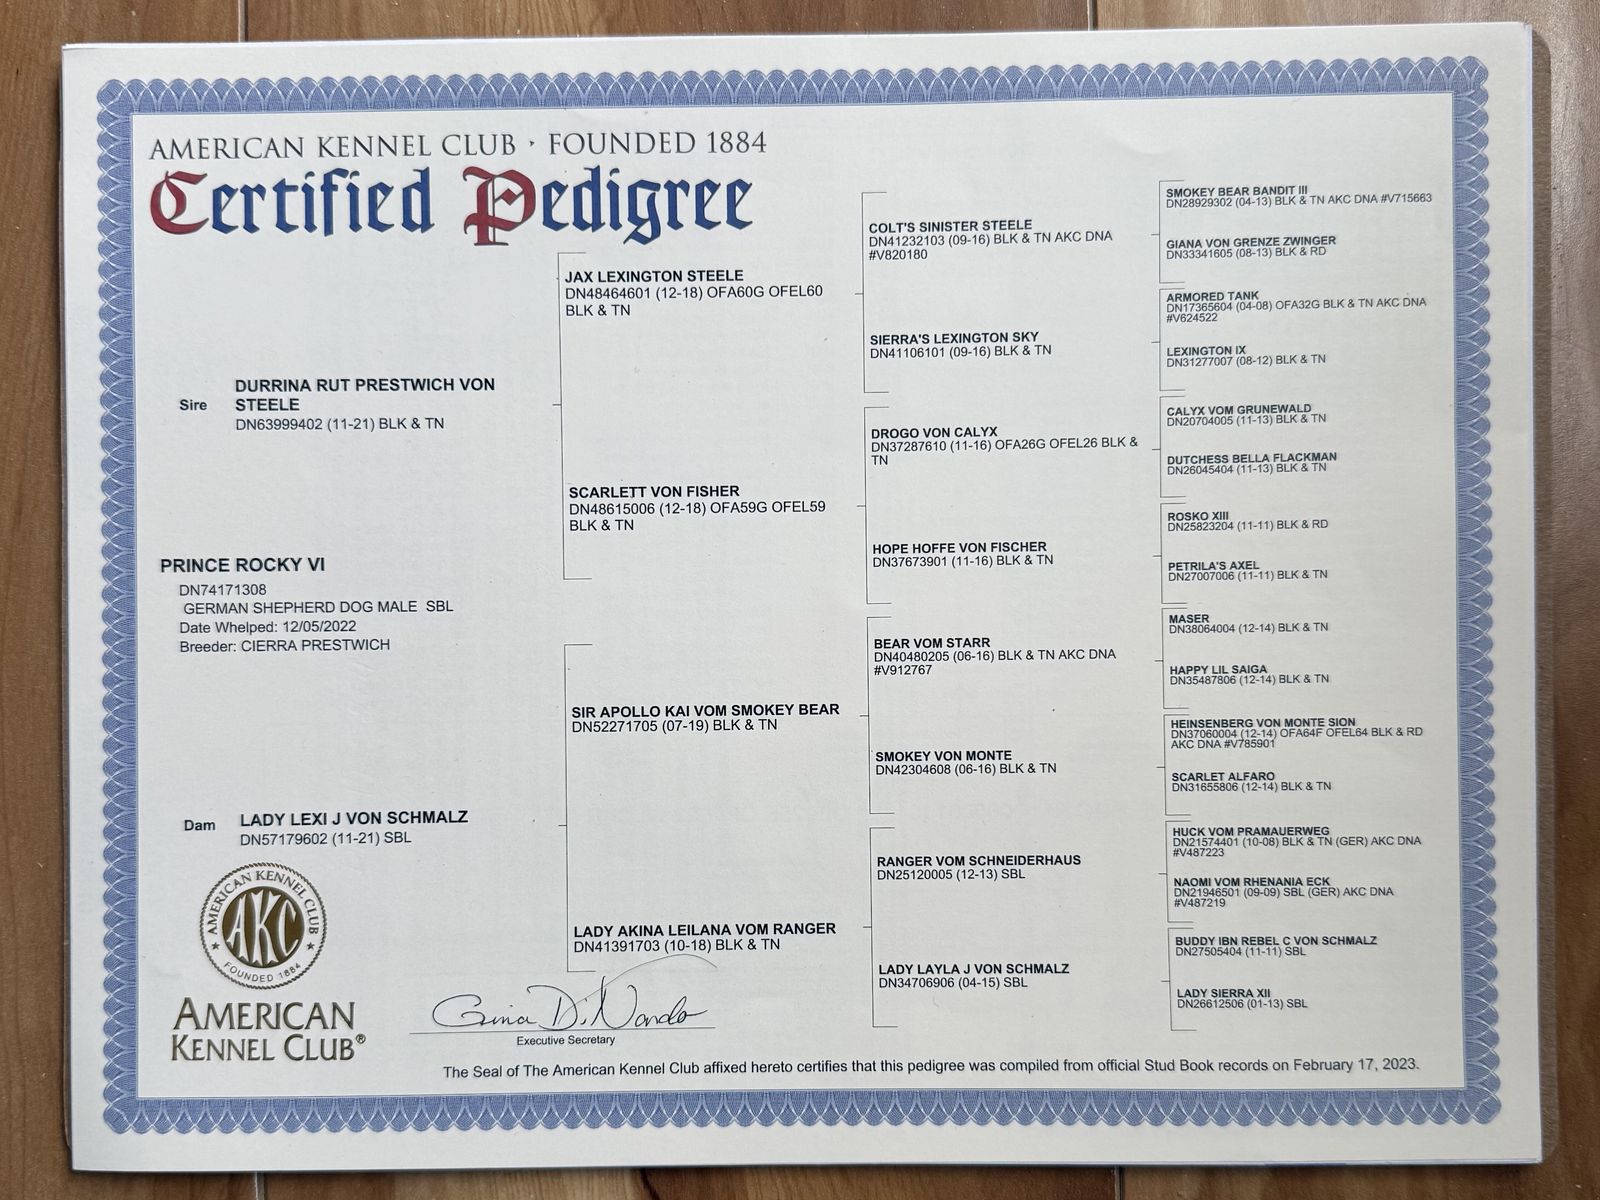 AMERICAN KENNEL CLUB · FOUNDED 1884
Certified Pedigree
Sire
DURRINA RUT PRESTWICH VON
STEELE
DN63999402 (11-21) BLK & TN
PRINCE ROCKY VI
DN74171308
GERMAN SHEPHERD DOG MALE SBL
Date Whelped: 12/05/2022
Breeder: CIERRA PRESTWICH
Dam
LADY LEXI J VON SCHMALZ
DN57179602 (11-21) SBL
JAX LEXINGTON STEELE
DN48464601 (12-18) OFA60G OFEL60
BLK & TN
SCARLETT VON FISHER
DN48615006 (12-18) OFA59G OFEL59
BLK & TN
SIR APOLLO KAI VOM SMOKEY BEAR
DN52271705 (07-19) BLK & TN
LADY AKINA LEILANA VOM RANGER
DN41391703 (10-18) BLK & TN
COLT'S SINISTER STEELE
DN41232103 (09-16) BLK & TN AKC DNA
#V820180
SIERRA'S LEXINGTON SKY
DN41106101 (09-16) BLK & TN
DROGO VON CALYX
DN37287610 (11-16) OFA26G OFEL26 BLK &
TN
HOPE HOFFE VON FISCHER
DN37673901 (11-16) BLK & TN
BEAR VOM STARR
DN40480205 (06-16) BLK & TN AKC DNA
#V912767
SMOKEY VON MONTE
DN42304608 (06-16) BLK & TN
RANGER VOM SCHNEIDERHAUS
DN25120005 (12-13) SBL
LADY LAYLA J VON SCHMALZ
DN34706906 (04-15) SBL
SMOKEY BEAR BANDIT III
DN28929302 (04-13) BLK & TN AKC DNA #V715663
GIANA VON GRENZE ZWINGER
DN33341605 (08-13) BLK & RD
ARMORED TANK
DN17365604 (04-08) OFA32G BLK & TN AKC DNA
#V624522
LEXINGTON IX
DN31277007 (08-12) BLK & TN
CALYX VOM GRUNEWALD
DN20704005 (11-13) BLK & TN
DUTCHESS BELLA FLACKMAN
DN26045404 (11-13) BLK & TN
ROSKO XIII
DN25823204 (11-11) BLK & RD
PETRILA'S AXEL
DN27007006 (11-11) BLK & TN
MASER
DN38064004 (12-14) BLK & TN
HAPPY LIL SAIGA
DN35487806 (12-14) BLK & TN
HEINSENBERG VON MONTE SION
DN37060004 (12-14) OFA64F OFEL64 BLK & RD
AKC DNA #V785901
SCARLET ALFARO
DN31655806 (12-14) BLK & TN
HUCK VOM PRAMAUERWEG
DN21574401 (10-08) BLK & TN (GER) AKC DNA
#V487223
NAOMI VOM RHENANIA ECK
DN21946501 (09-09) SBL (GER) AKC DNA
#V487219
BUDDY IBN REBEL C VON SCHMALZ
DN27505404 (11-11) SBL
LADY SIERRA XII
DN26612506 (01-13) SBL
AMERICAN KENNEL CLUB
AKC
FOUNDED 1884
AMERICAN
KENNEL CLUB®
Gina DiNardo
Executive Secretary
The Seal of The American Kennel Club affixed hereto certifies that this pedigree was compiled from official Stud Book records on February 17, 2023.